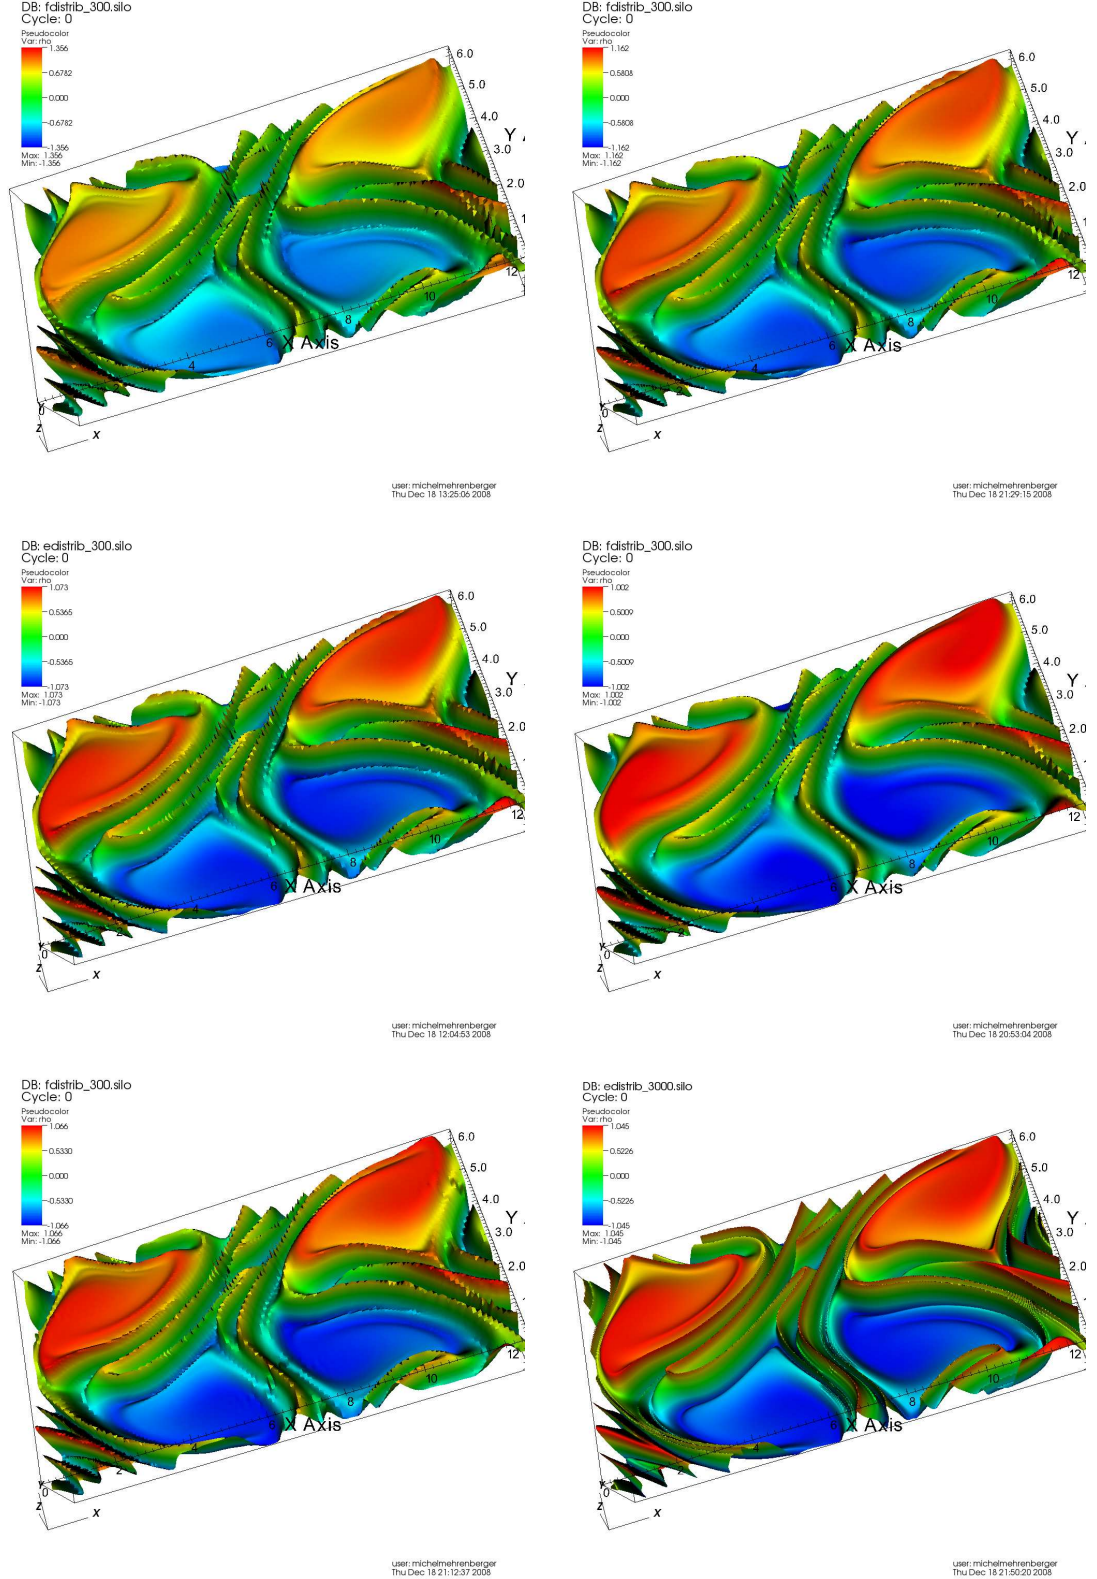 DB: fdistrib_300.silo
Cycle: 0
Pseudocolor
Var: rho
1.356
0.6782
0.000
-0.6782
-1.356
Max: 1.356
Min: -1.356
6.0
5.0
4.0
Y
3.0
2.0
1
12
10
8
6
X Axis
4
2
0
Y
Z
X
user: michelmehrenberger
Thu Dec 18 13:25:06 2008
DB: fdistrib_300.silo
Cycle: 0
Pseudocolor
Var: rho
1.162
0.5808
0.000
-0.5808
-1.162
Max: 1.162
Min: -1.162
6.0
5.0
4.0
Y
3.0
2.0
1
12
10
8
6
X Axis
4
2
0
Y
Z
X
user: michelmehrenberger
Thu Dec 18 21:29:15 2008
DB: edistrib_300.silo
Cycle: 0
Pseudocolor
Var: rho
1.073
0.5365
0.000
-0.5365
-1.073
Max: 1.073
Min: -1.073
6.0
5.0
4.0
Y
3.0
2.0
12
10
8
6
X Axis
4
2
0
Y
Z
X
user: michelmehrenberger
Thu Dec 18 12:04:53 2008
DB: fdistrib_300.silo
Cycle: 0
Pseudocolor
Var: rho
1.002
0.5009
0.000
-0.5009
-1.002
Max: 1.002
Min: -1.002
6.0
5.0
4.0
Y
3.0
2.0
12
10
8
6
X Axis
4
2
0
Y
Z
X
user: michelmehrenberger
Thu Dec 18 20:53:04 2008
DB: fdistrib_300.silo
Cycle: 0
Pseudocolor
Var: rho
1.066
0.5330
0.000
-0.5330
-1.066
Max: 1.066
Min: -1.066
6.0
5.0
4.0
Y
3.0
2.0
12
10
8
6
X Axis
4
2
0
Y
Z
X
user: michelmehrenberger
Thu Dec 18 21:12:37 2008
DB: edistrib_3000.silo
Cycle: 0
Pseudocolor
Var: rho
1.045
0.5226
0.000
-0.5226
-1.045
Max: 1.045
Min: -1.045
6.0
5.0
4.0
Y
3.0
2.0
12
10
8
6
X Axis
4
2
0
Y
Z
X
user: michelmehrenberger
Thu Dec 18 21:50:20 2008